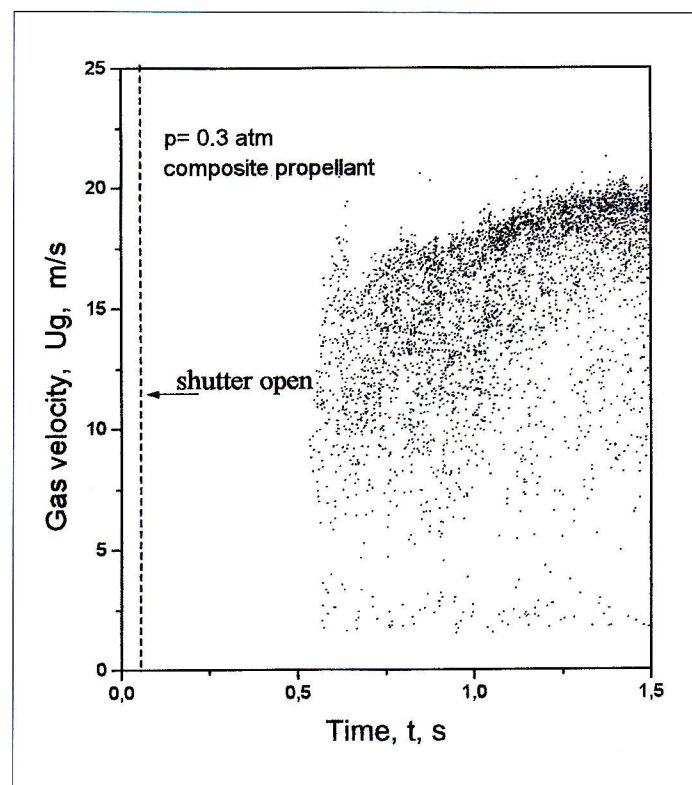 25
20
15
10
5
0
Gas velocity, Ug, m/s
p= 0.3 atm
composite propellant
shutter open
0,0
0,5
1,0
1,5
Time, t, s